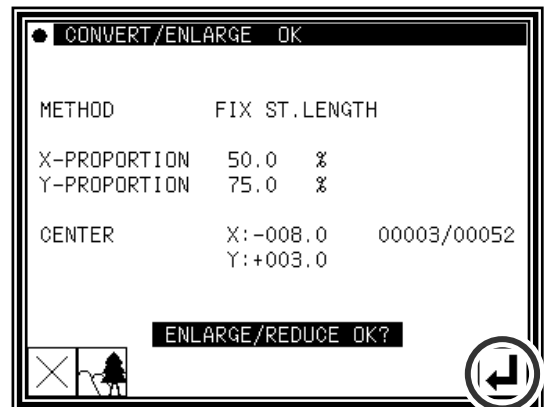 CONVERT/ENLARGE OK
METHOD FIX ST.LENGTH
X-PROPORTION 50.0 %
Y-PROPORTION 75.0 %
CENTER X:-008.0 00003/00052
Y:+003.0
ENLARGE/REDUCE OK?